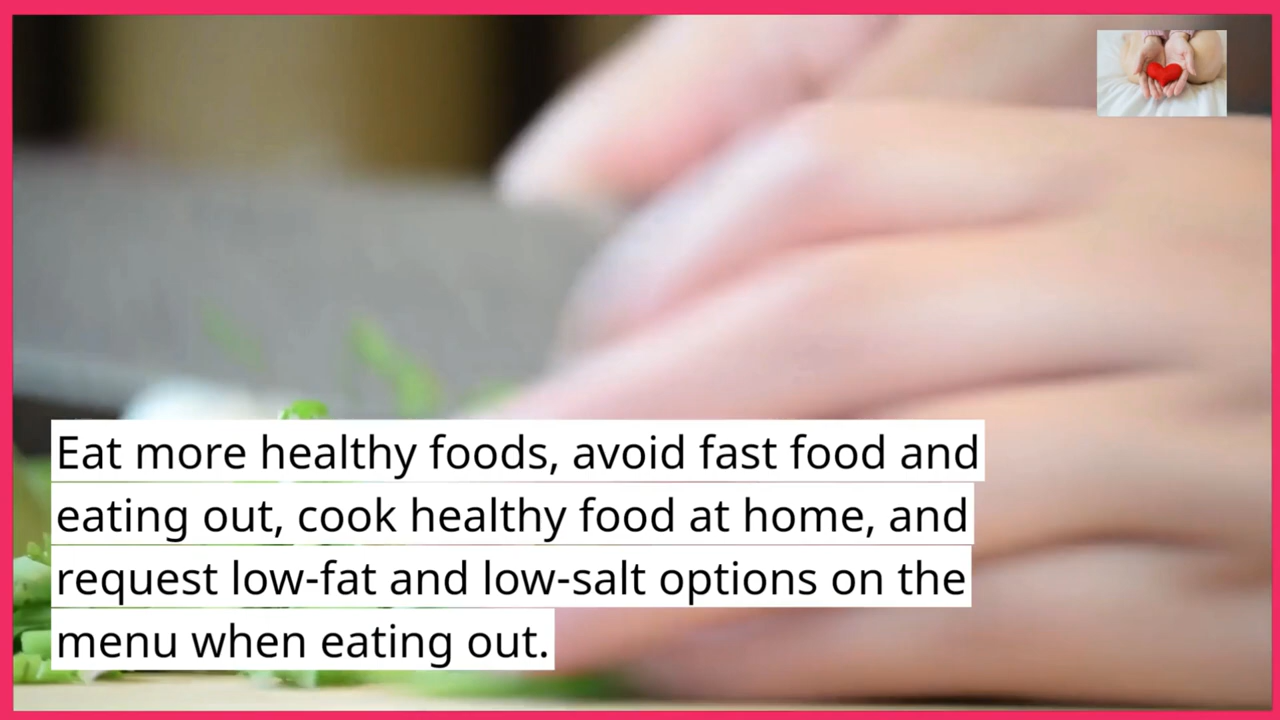 Eat more healthy foods, avoid fast food and
eating out, cook healthy food at home, and
request low-fat and low-salt options on the
menu when eating out.